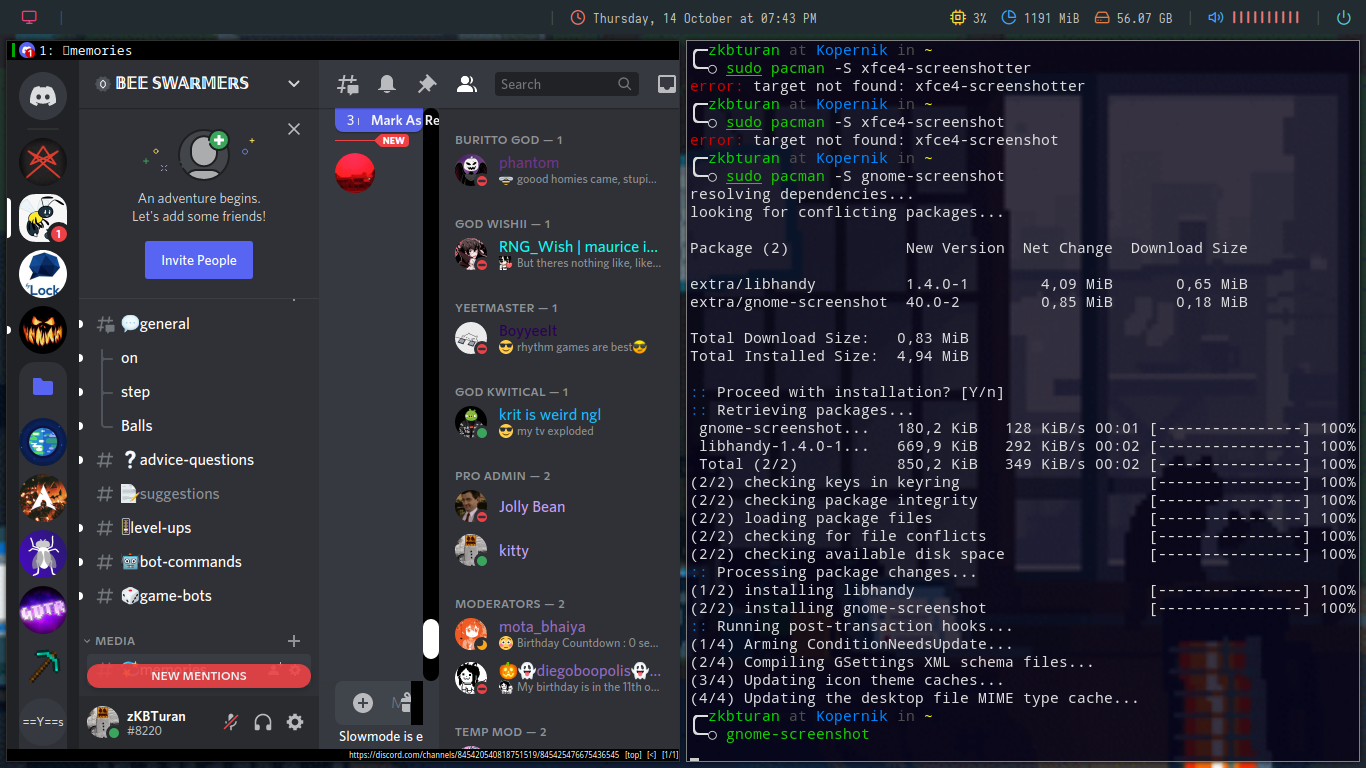 Thursday, 14 October at 07:43 PM
3%
1191 MiB
56.07 GB
1: memories
BEE SWARMERS
Search
An adventure begins.
Let's add some friends!
Invite People
💬general
on
step
Balls
❓advice-questions
📝suggestions
🎚level-ups
🤖bot-commands
🎲game-bots
MEDIA
memories
NEW MENTIONS
zKBTuran
#8220
1
Lock
GDTR
==Y==s
Mark As Re
NEW
Slowmode is e
BURITTO GOD — 1
phantom
goood homies came, stupi...
GOD WISHII — 1
RNG_Wish | maurice i...
But theres nothing like, like...
YEETMASTER — 1
Boyyeelt
😎 rhythm games are best😎
GOD KWITICAL — 1
krit is weird ngl
😎 my tv exploded
PRO ADMIN — 2
Jolly Bean
kitty
MODERATORS — 2
mota_bhaiya
😳 Birthday Countdown : 0 se...
🎃👻diegoboopolis👻...
My birthday is in the 11th o...
TEMP MOD — 2
https://discord.com/channels/845420540818751519/845425476675436545 [top] [<] [1/1]
zkbturan at Kopernik in ~
sudo pacman -S xfce4-screenshotter
error: target not found: xfce4-screenshotter
zkbturan at Kopernik in ~
sudo pacman -S xfce4-screenshot
error: target not found: xfce4-screenshot
zkbturan at Kopernik in ~
sudo pacman -S gnome-screenshot
resolving dependencies...
looking for conflicting packages...
Package (2) New Version Net Change Download Size
extra/libhandy 1.4.0-1 4,09 MiB 0,65 MiB
extra/gnome-screenshot 40.0-2 0,85 MiB 0,18 MiB
Total Download Size: 0,83 MiB
Total Installed Size: 4,94 MiB
:: Proceed with installation? [Y/n]
:: Retrieving packages...
gnome-screenshot... 180,2 KiB 128 KiB/s 00:01 [----------------] 100%
libhandy-1.4.0-1... 669,9 KiB 292 KiB/s 00:02 [----------------] 100%
Total (2/2) 850,2 KiB 349 KiB/s 00:02 [----------------] 100%
(2/2) checking keys in keyring [----------------] 100%
(2/2) checking package integrity [----------------] 100%
(2/2) loading package files [----------------] 100%
(2/2) checking for file conflicts [----------------] 100%
(2/2) checking available disk space [----------------] 100%
:: Processing package changes...
(1/2) installing libhandy [----------------] 100%
(2/2) installing gnome-screenshot [----------------] 100%
:: Running post-transaction hooks...
(1/4) Arming ConditionNeedsUpdate...
(2/4) Compiling GSettings XML schema files...
(3/4) Updating icon theme caches...
(4/4) Updating the desktop file MIME type cache...
zkbturan at Kopernik in ~
gnome-screenshot